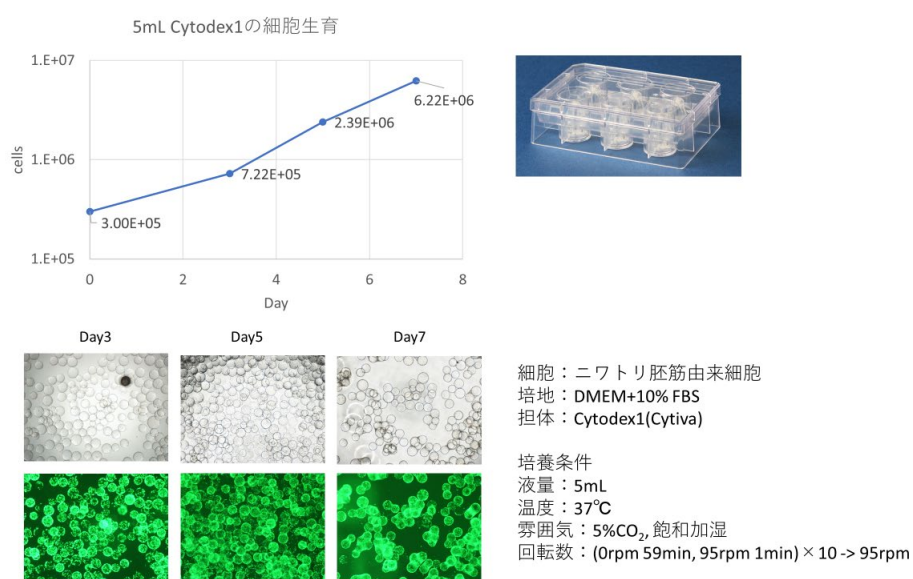 5mL Cytodex1の細胞生育
1.E+07
1.E+06
1.E+05
cells
3.00E+05
7.22E+05
2.39E+06
6.22E+06
0 2 4 6 8
Day
Day3 Day5 Day7
細胞：ニワトリ胚筋由来細胞
培地：DMEM+10% FBS
担体：Cytodex1(Cytiva)
培養条件
液量：5mL
温度：37℃
雰囲気：5%CO₂, 飽和加湿
回転数：(0rpm 59min, 95rpm 1min)×10 -> 95rpm